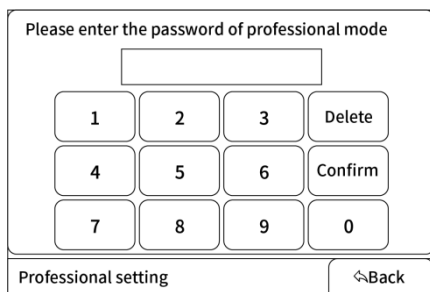 Please enter the password of professional mode
1 2 3 Delete
4 5 6 Confirm
7 8 9 0
Professional setting Back